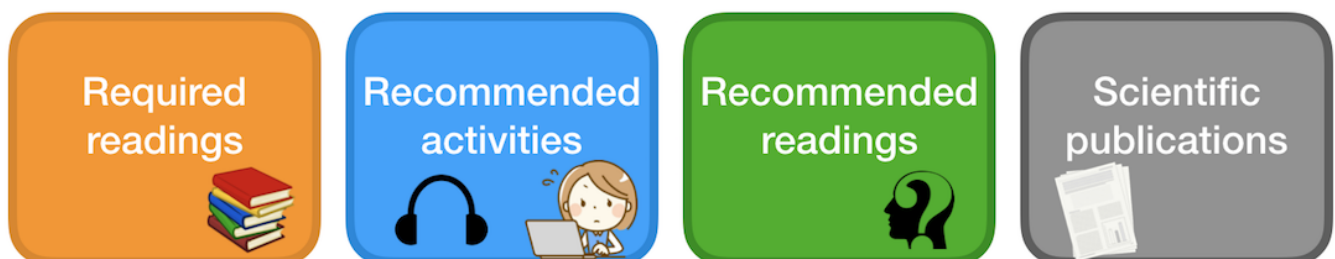 Required
readings
Recommended
activities
Recommended
readings
Scientific
publications